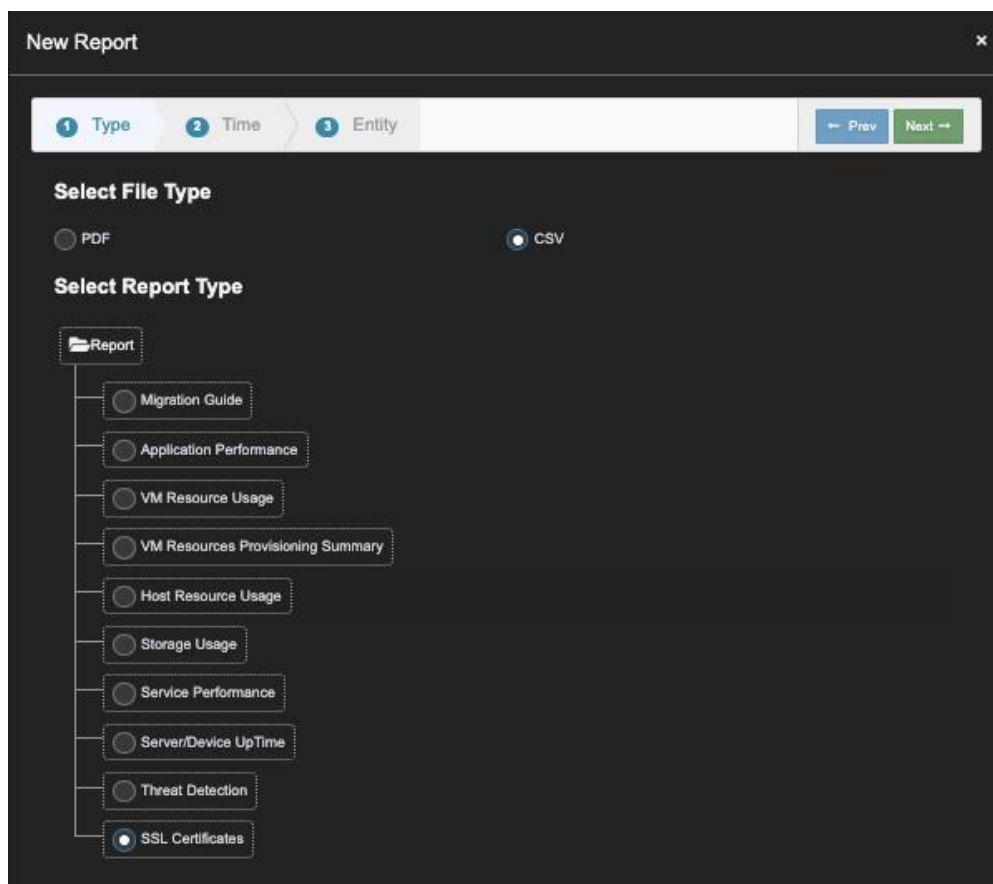 New Report ×
1 Type 2 Time 3 Entity ← Prev Next →
Select File Type
PDF CSV
Select Report Type
Report
Migration Guide
Application Performance
VM Resource Usage
VM Resources Provisioning Summary
Host Resource Usage
Storage Usage
Service Performance
Server/Device UpTime
Threat Detection
SSL Certificates